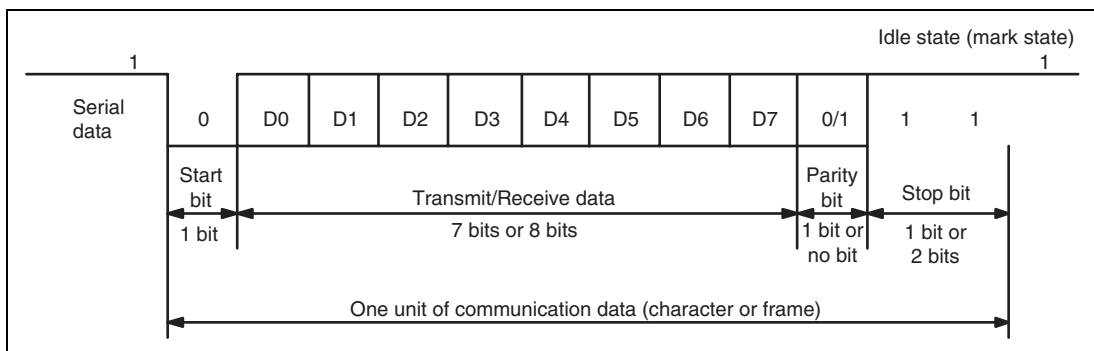 Idle state (mark state)
1
1
Serial
data
0
D0
D1
D2
D3
D4
D5
D6
D7
0/1
1
1
Start
bit
1 bit
Transmit/Receive data
7 bits or 8 bits
Parity
bit
1 bit or
no bit
Stop bit
1 bit or
2 bits
One unit of communication data (character or frame)